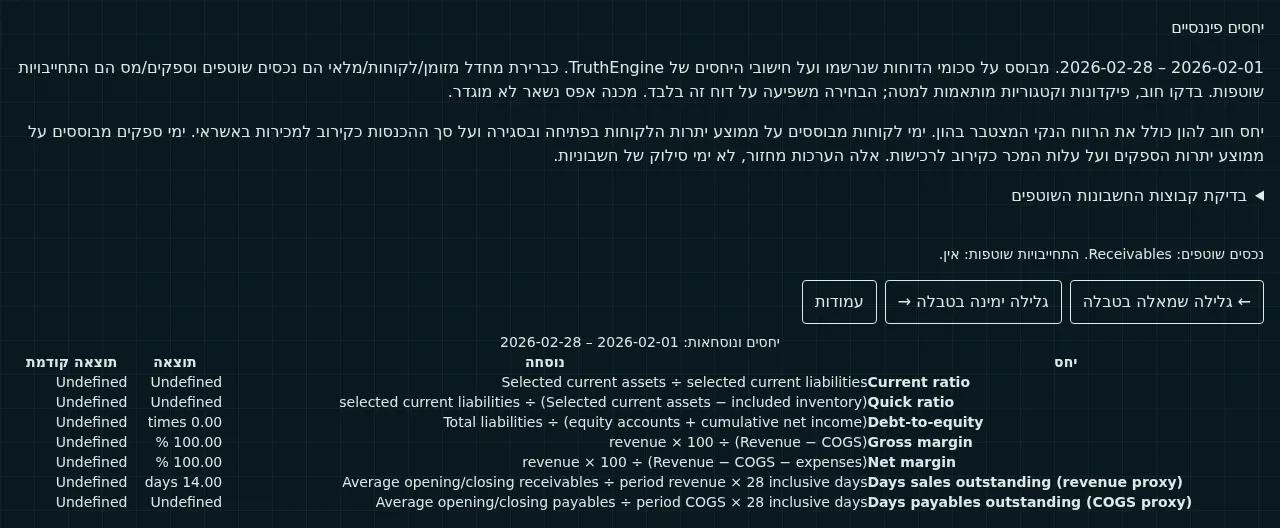 יחסים פיננסיים
2026-02-01 – 2026-02-28. מבוסס על סכומי הדוחות שנרשמו ועל חישובי היחסים של TruthEngine. כברירת מחדל מזומן/לקוחות/מלאי הם נכסים שוטפים וספקים/מס הם התחייבויות
שוטפות. בדקו חוב, פיקדונות וקטגוריות מותאמות למטה; הבחירה משפיעה על דוח זה בלבד. מכנה אפס נשאר לא מוגדר.
יחס חוב להון כולל את הרווח הנקי המצטבר בהון. ימי לקוחות מבוססים על ממוצע יתרות הלקוחות בפתיחה ובסגירה ועל סך ההכנסות כקירוב למכירות באשראי. ימי ספקים מבוססים על
ממוצע יתרות הספקים ועל עלות המכר כקירוב לרכישות. אלה הערכות מחזור, לא ימי סילוק של חשבוניות.
◀ בדיקת קבוצות החשבונות השוטפים
נכסים שוטפים: Receivables. התחייבויות שוטפות: אין.
← גלילה שמאלה בטבלה גלילה ימינה בטבלה → עמודות
יחסים ונוסחאות: 2026-02-01 – 2026-02-28
יחס נוסחה תוצאה תוצאה קודמת
Current ratio Selected current assets ÷ selected current liabilities Undefined Undefined
Quick ratio selected current liabilities ÷ (Selected current assets − included inventory) Undefined Undefined
Debt-to-equity Total liabilities ÷ (equity accounts + cumulative net income) times 0.00 Undefined
Gross margin revenue × 100 ÷ (Revenue − COGS) % 100.00 Undefined
Net margin revenue × 100 ÷ (Revenue − COGS − expenses) % 100.00 Undefined
Days sales outstanding (revenue proxy) Average opening/closing receivables ÷ period revenue × 28 inclusive days days 14.00 Undefined
Days payables outstanding (COGS proxy) Average opening/closing payables ÷ period COGS × 28 inclusive days Undefined Undefined